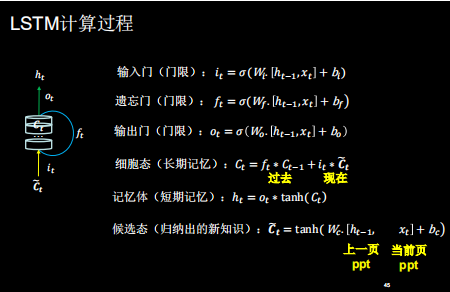 LSTM计算过程
h_t
o_t
C_t
f_t
i_t
C̃_t
输入门（门限）：i_t = σ(W_i. [h_{t−1}, x_t] + b_i)
遗忘门（门限）：f_t = σ(W_f. [h_{t−1}, x_t] + b_f)
输出门（门限）：o_t = σ(W_o. [h_{t−1}, x_t] + b_o)
细胞态（长期记忆）：C_t = f_t * C_{t−1} + i_t * C̃_t
过去 现在
记忆体（短期记忆）：h_t = o_t * tanh(C_t)
候选态（归纳出的新知识）：C̃_t = tanh(W_c. [h_{t−1}, x_t] + b_c)
上一页 当前页
ppt ppt
45